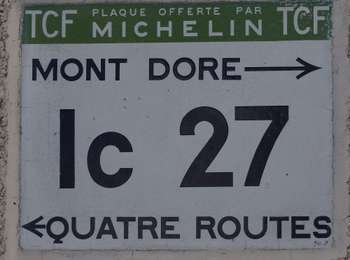 TCF PLAQUE OFFERTE PAR TCF
MICHELIN
MONT DORE →
Ic 27
← QUATRE ROUTES